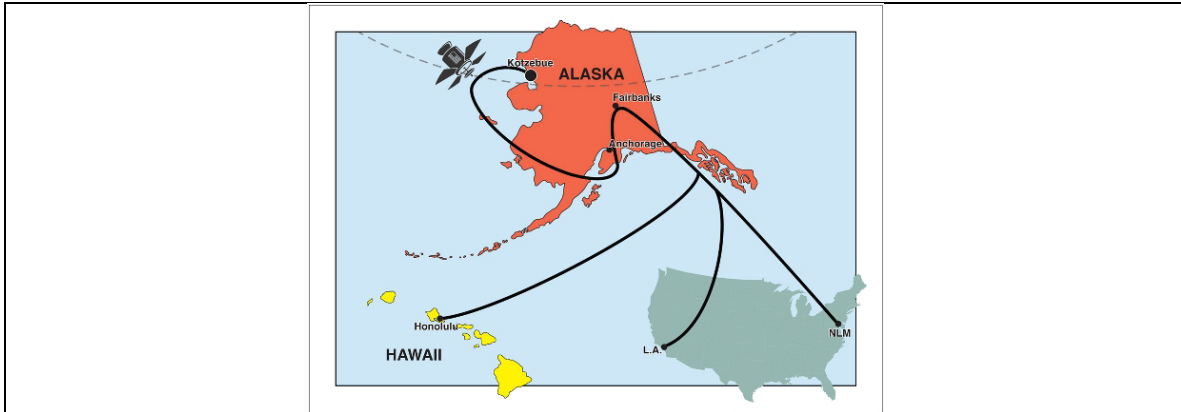 Kotzebue
ALASKA
Fairbanks
Anchorage
Honolulu
HAWAII
L.A.
NLM